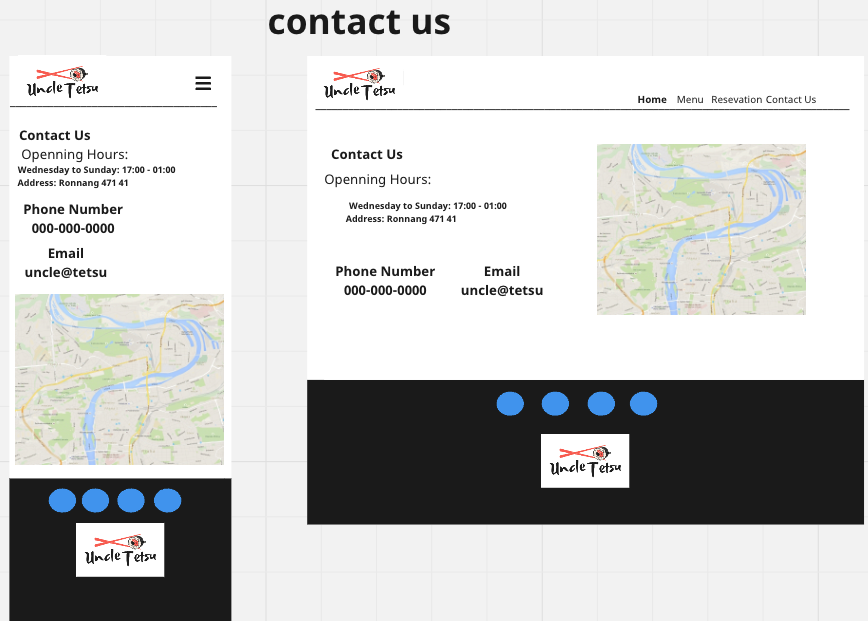 contact us
Uncle Tetsu
Contact Us
Openning Hours:
Wednesday to Sunday: 17:00 - 01:00
Address: Ronnang 471 41
Phone Number
000-000-0000
Email
uncle@tetsu
Uncle Tetsu
Uncle Tetsu
Home Menu Resevation Contact Us
Contact Us
Openning Hours:
Wednesday to Sunday: 17:00 - 01:00
Address: Ronnang 471 41
Phone Number Email
000-000-0000 uncle@tetsu
Uncle Tetsu